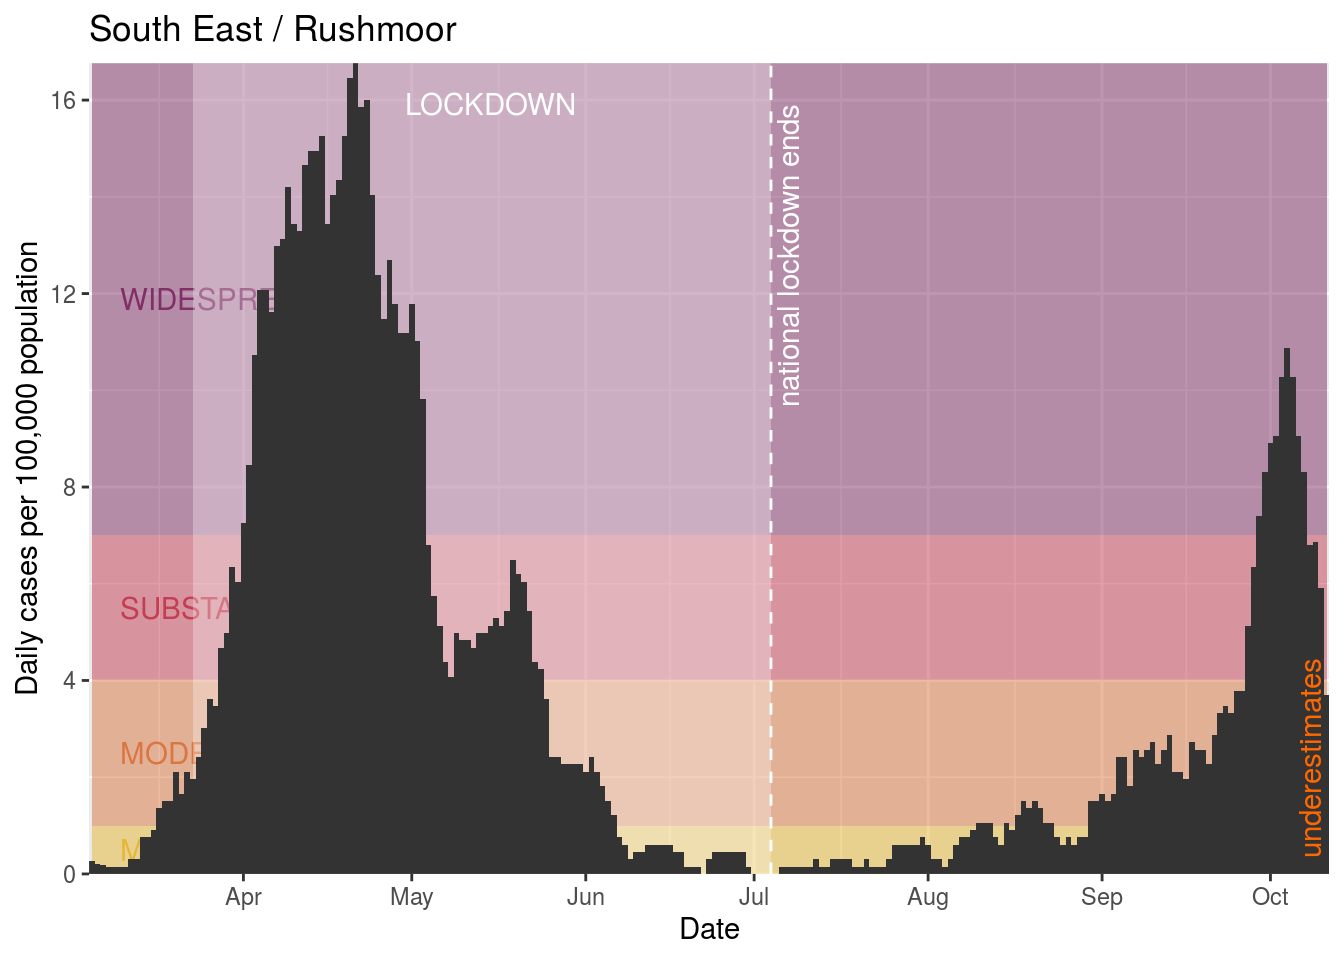 South East / Rushmoor
Daily cases per 100,000 population
16
12
8
4
0
LOCKDOWN
national lockdown ends
WIDESPRE
SUBSTA
MODE
M
underestimates
Apr
May
Jun
Jul
Aug
Sep
Oct
Date